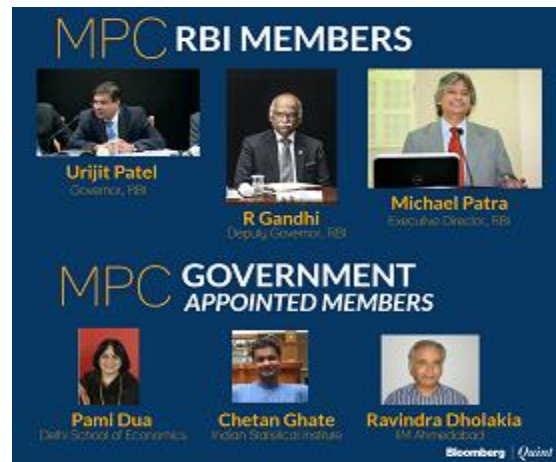 MPC RBI MEMBERS
Urijit Patel
Governor, RBI
R Gandhi
Deputy Governor, RBI
Michael Patra
Executive Director, RBI
MPC GOVERNMENT
APPOINTED MEMBERS
Pami Dua
Delhi School of Economics
Chetan Ghate
Indian Statistical Institute
Ravindra Dholakia
IIM Ahmedabad
Bloomberg | Quint